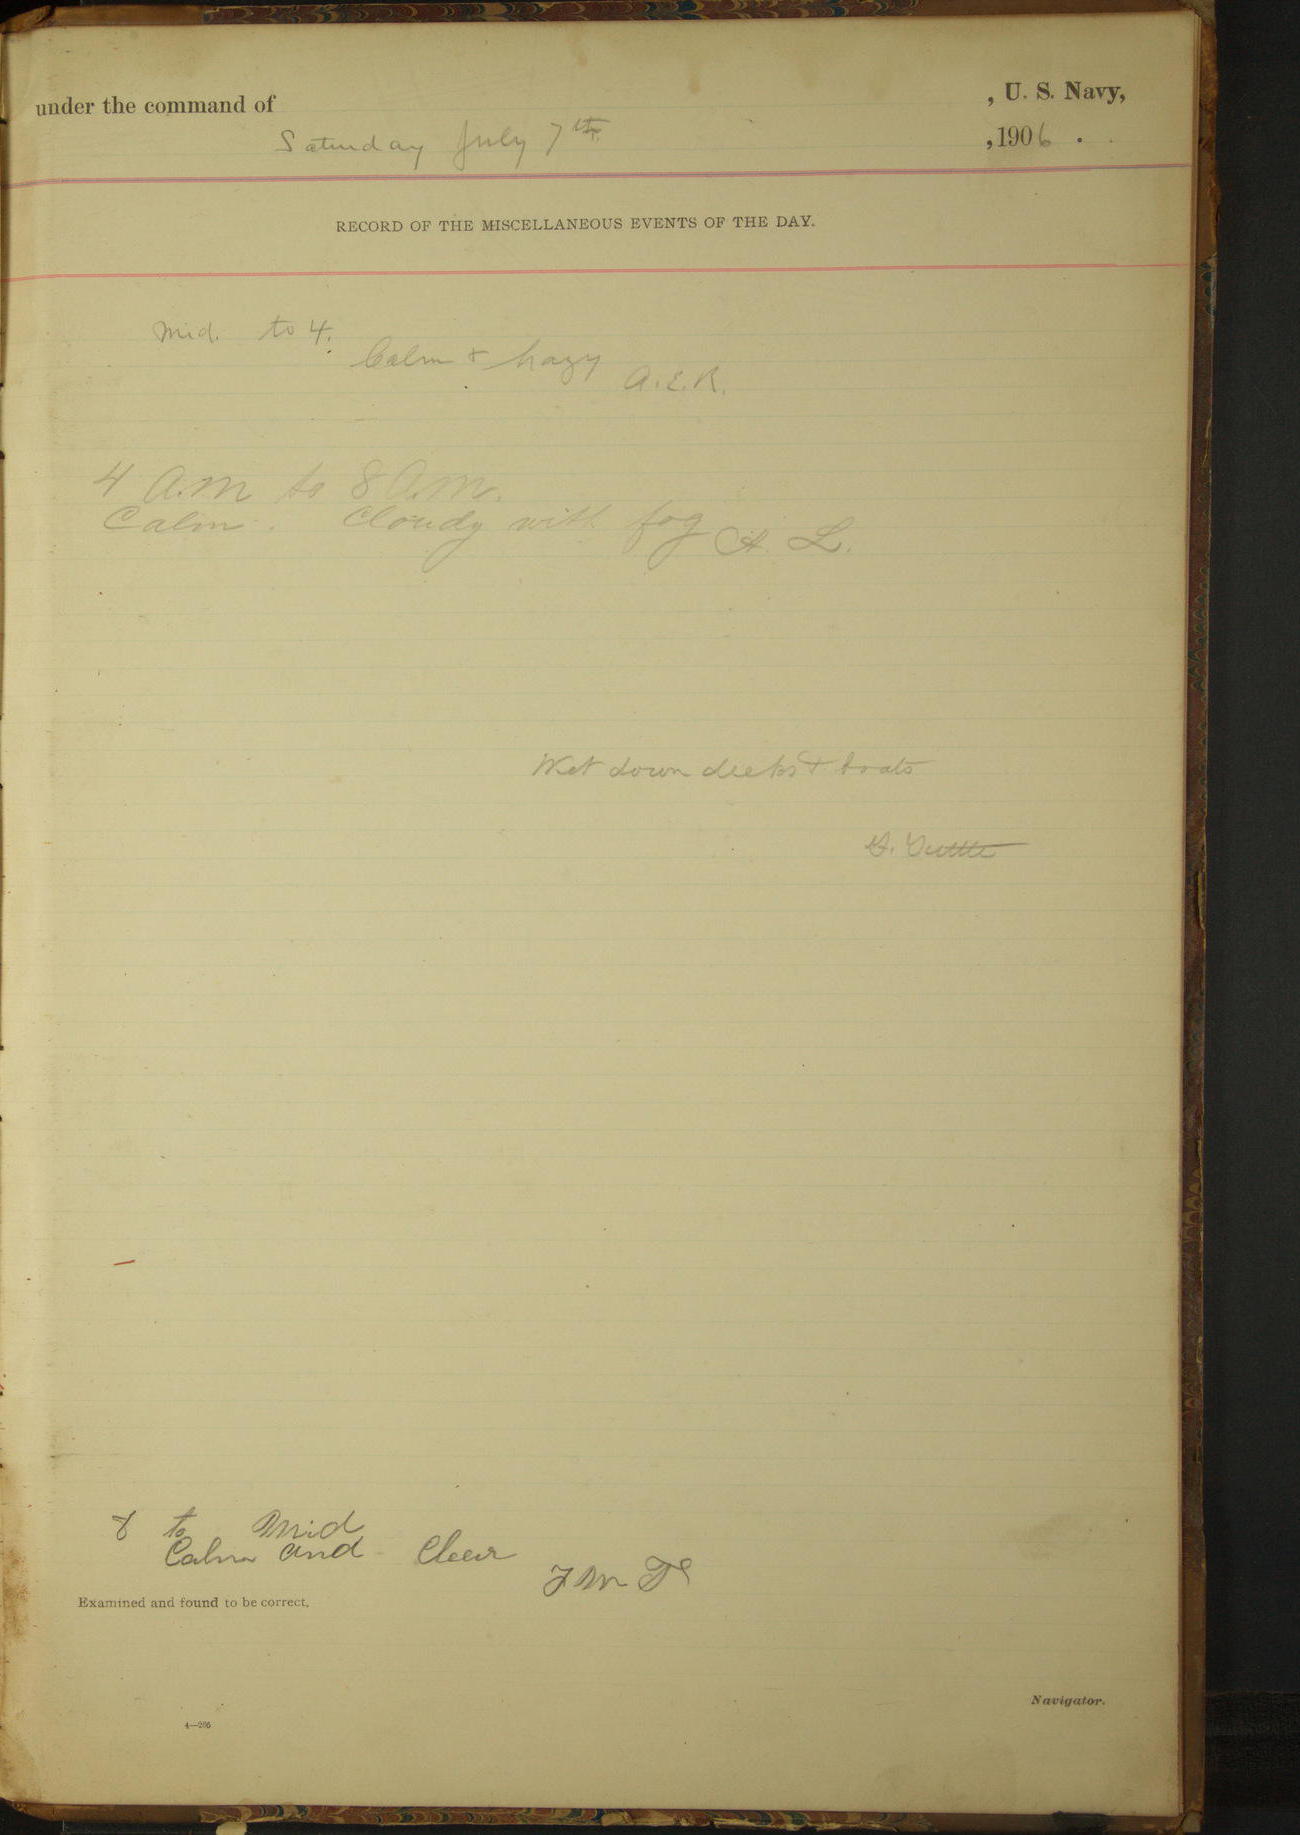 under the command of , U. S. Navy,
Saturday July 7th ,1906 .
RECORD OF THE MISCELLANEOUS EVENTS OF THE DAY.
Mid. to 4.
Calm & hazy
A.E.R.
4 A.M to 8 A.M.
Calm. Cloudy with fog
A. L.
Wet down decks & boats
Tuttle
8 to Mid
Calm and Clear
F M T
Examined and found to be correct.
Navigator.
4—206